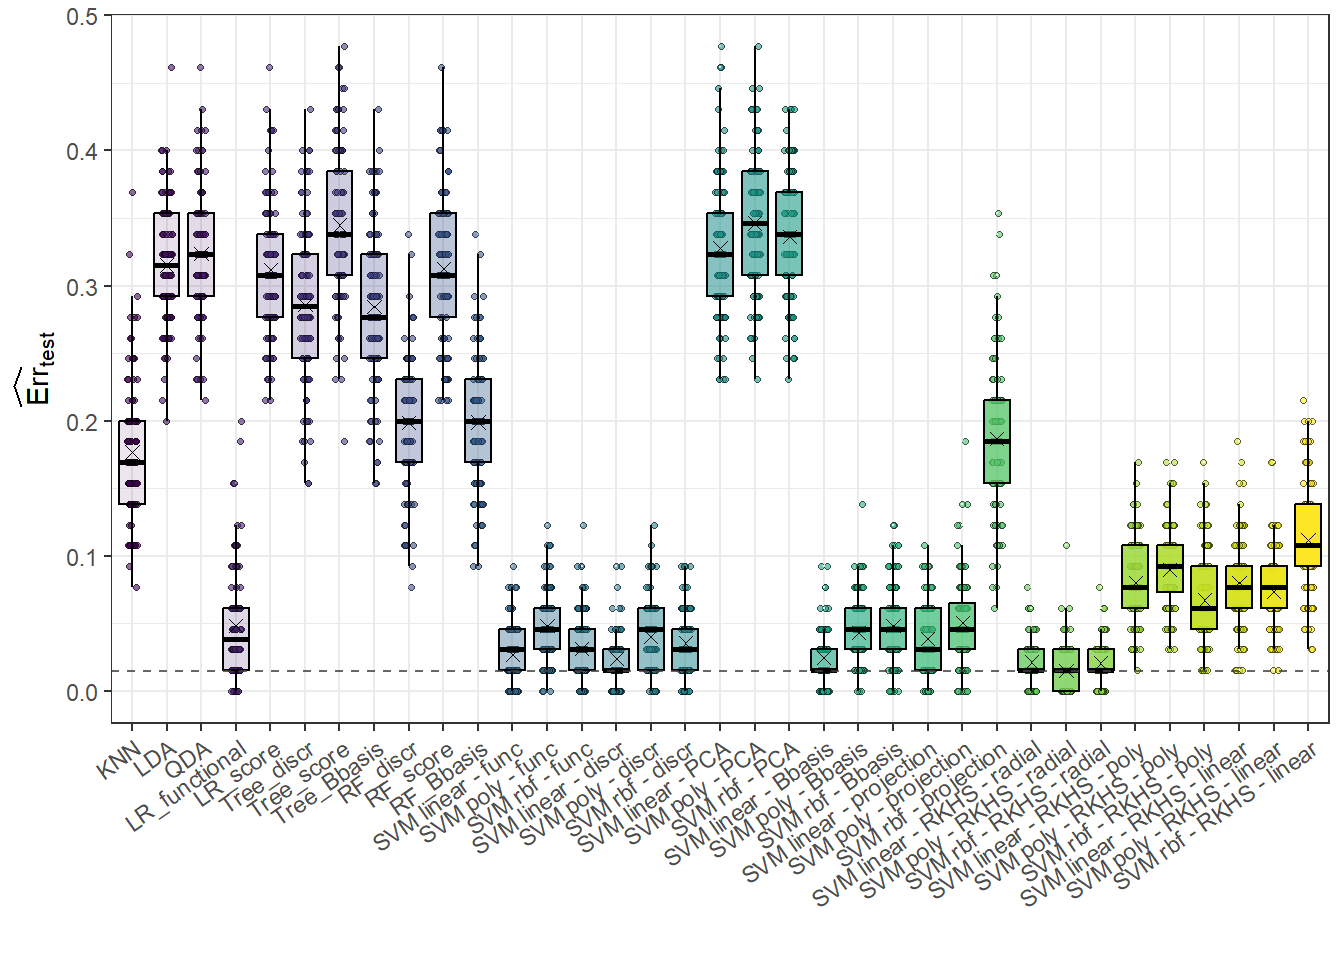 0.5
0.4
0.3
0.2
0.1
0.0
Err_test
KNN
LDA
QDA
LR_functional
LR_score
Tree_discr
Tree_score
Tree_Bbasis
RF_discr
RF_score
RF_Bbasis
SVM linear - func
SVM poly - func
SVM rbf - func
SVM linear - discr
SVM poly - discr
SVM rbf - discr
SVM linear - PCA
SVM poly - PCA
SVM rbf - PCA
SVM linear - Bbasis
SVM poly - Bbasis
SVM rbf - Bbasis
SVM linear - projection
SVM poly - projection
SVM rbf - projection
SVM linear - RKHS - radial
SVM poly - RKHS - radial
SVM rbf - RKHS - radial
SVM linear - RKHS - poly
SVM poly - RKHS - poly
SVM rbf - RKHS - poly
SVM linear - RKHS - linear
SVM poly - RKHS - linear
SVM rbf - RKHS - linear